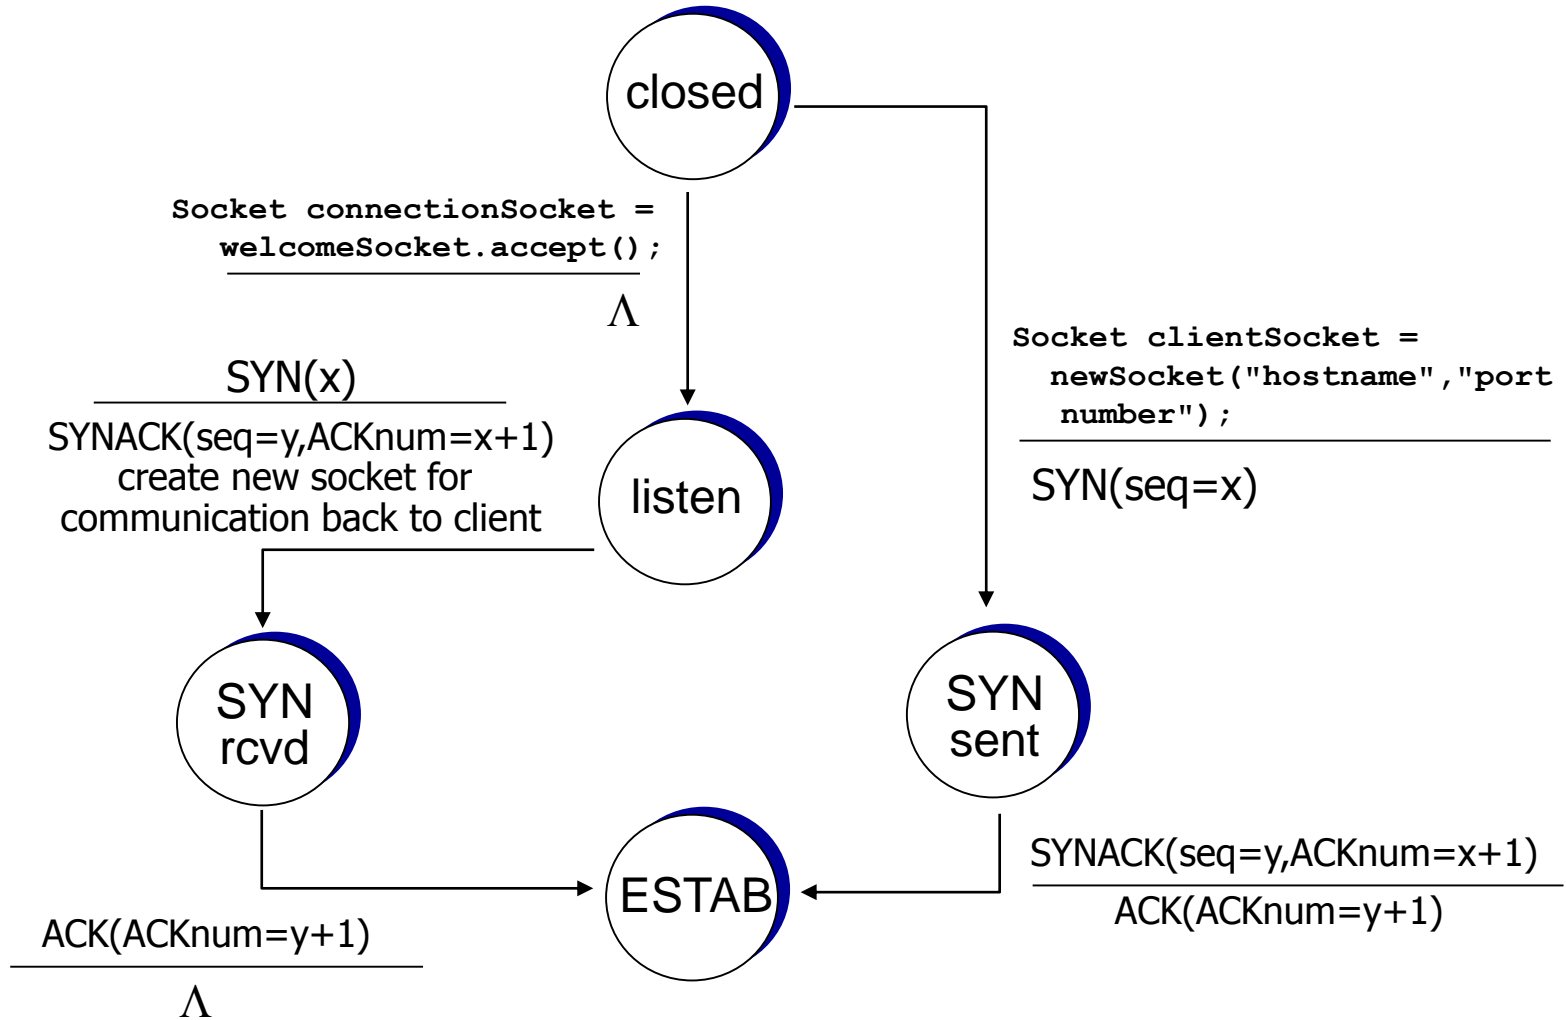 closed
Socket connectionSocket =
welcomeSocket.accept();
Λ
Socket clientSocket =
newSocket("hostname","port
number");
SYN(seq=x)
SYN(x)
SYNACK(seq=y,ACKnum=x+1)
create new socket for
communication back to client
listen
SYN
rcvd
SYN
sent
ESTAB
SYNACK(seq=y,ACKnum=x+1)
ACK(ACKnum=y+1)
ACK(ACKnum=y+1)
Λ